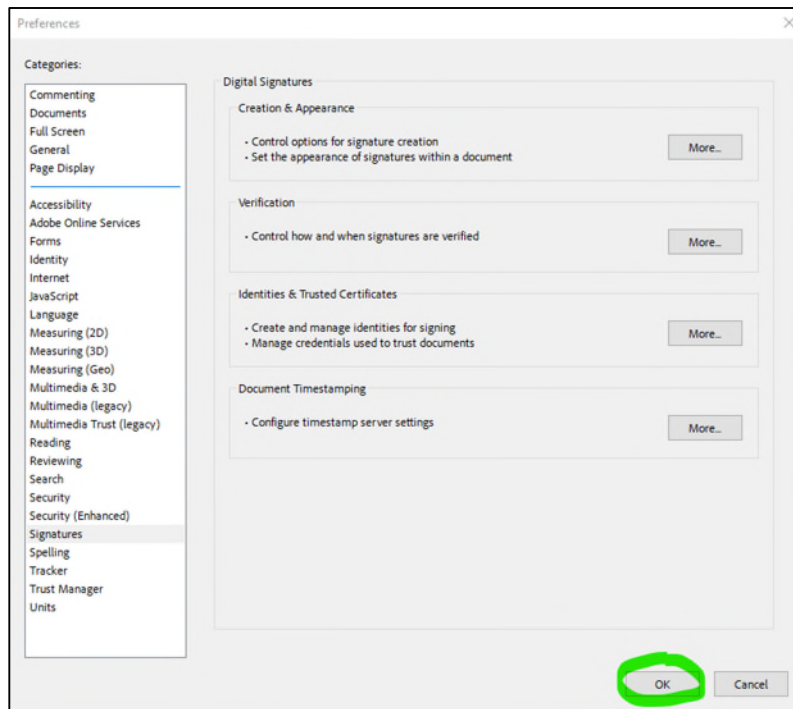 Preferences
Categories:
Commenting
Documents
Full Screen
General
Page Display
Accessibility
Adobe Online Services
Forms
Identity
Internet
JavaScript
Language
Measuring (2D)
Measuring (3D)
Measuring (Geo)
Multimedia & 3D
Multimedia (legacy)
Multimedia Trust (legacy)
Reading
Reviewing
Search
Security
Security (Enhanced)
Signatures
Spelling
Tracker
Trust Manager
Units
Digital Signatures
Creation & Appearance
• Control options for signature creation
• Set the appearance of signatures within a document
More...
Verification
• Control how and when signatures are verified
More...
Identities & Trusted Certificates
• Create and manage identities for signing
• Manage credentials used to trust documents
More...
Document Timestamping
• Configure timestamp server settings
More...
OK
Cancel